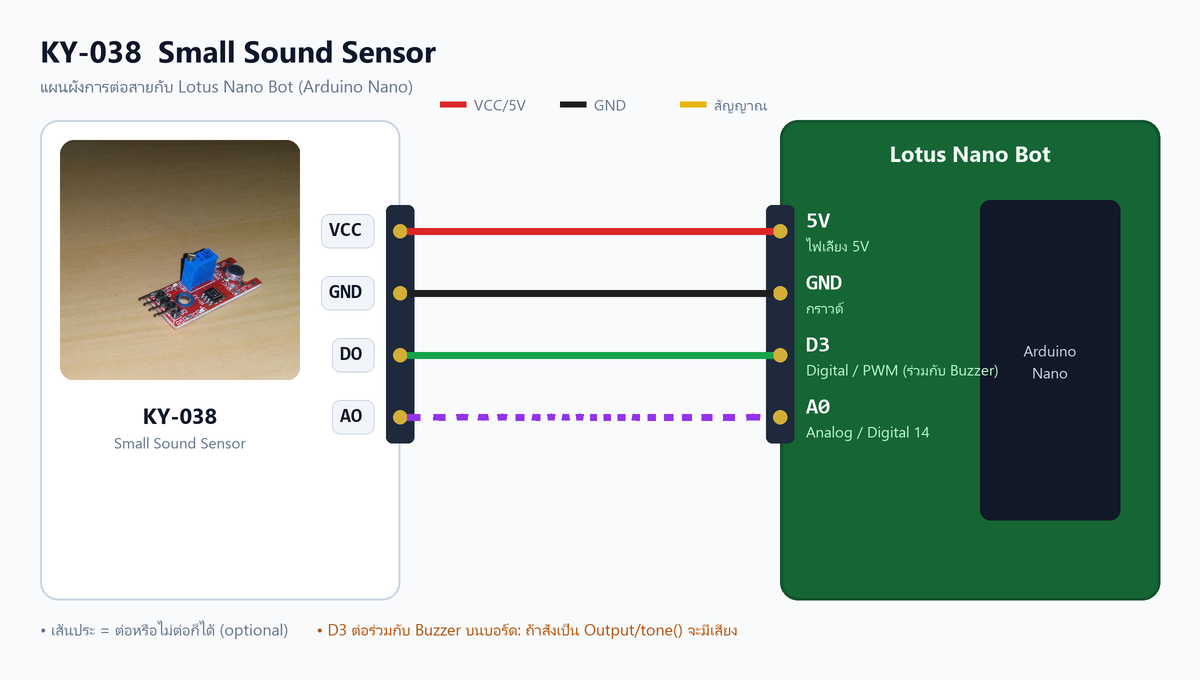 KY-038  Small Sound Sensor
แผนผังการต่อสายกับ Lotus Nano Bot (Arduino Nano)
VCC/5V
GND
สัญญาณ
Lotus Nano Bot
VCC
GND
DO
AO
5V
ไฟเลี้ยง 5V
GND
กราวด์
D3
Digital / PWM (ร่วมกับ Buzzer)
A0
Analog / Digital 14
Arduino
Nano
KY-038
Small Sound Sensor
• เส้นประ = ต่อหรือไม่ต่อก็ได้ (optional)
• D3 ต่อร่วมกับ Buzzer บนบอร์ด: ถ้าสั่งเป็น Output/tone() จะมีเสียง